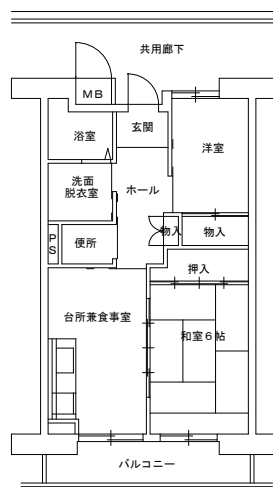 共用廊下
MB
浴室
玄関
洋室
洗面
脱衣室
ホール
PS
便所
物入
物入
押入
台所兼食事室
和室6帖
バルコニー